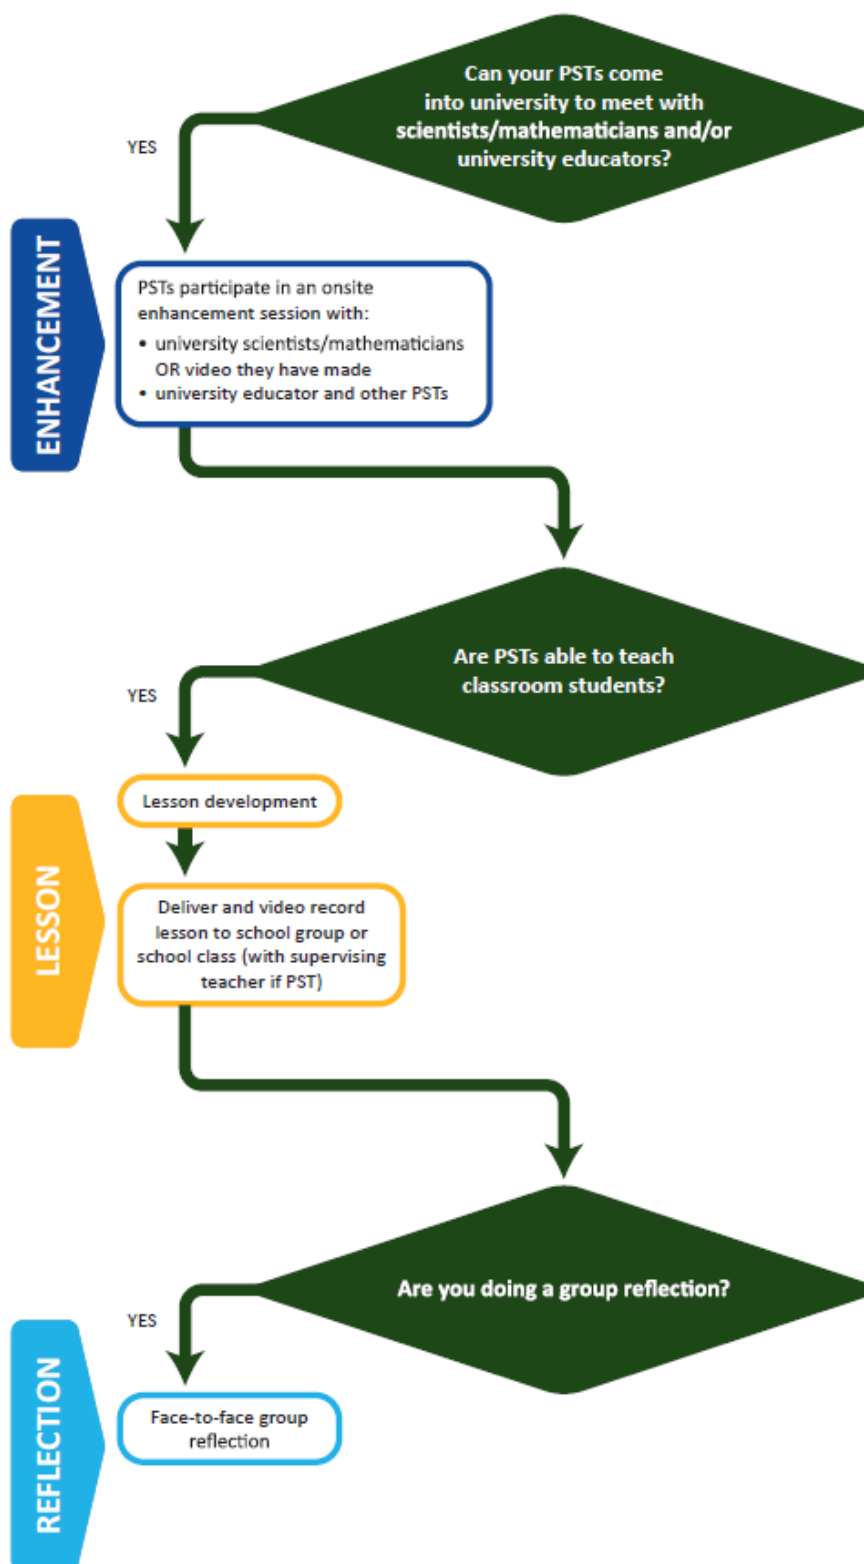 Can your PSTs come
into university to meet with
scientists/mathematicians and/or
university educators?
YES
ENHANCEMENT
PSTs participate in an onsite
enhancement session with:
• university scientists/mathematicians
OR video they have made
• university educator and other PSTs
Are PSTs able to teach
classroom students?
YES
Lesson development
LESSON
Deliver and video record
lesson to school group or
school class (with supervising
teacher if PST)
Are you doing a group reflection?
YES
REFLECTION
Face-to-face group
reflection